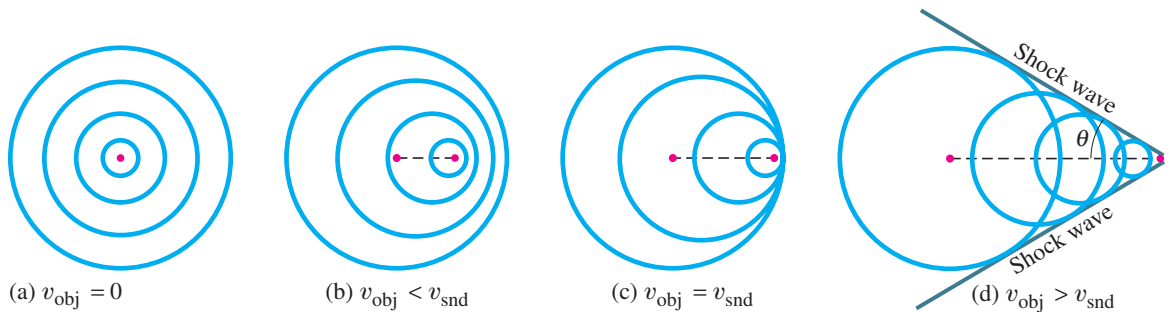 Shock wave
θ
Shock wave
(a) v_obj = 0
(b) v_obj < v_snd
(c) v_obj = v_snd
(d) v_obj > v_snd